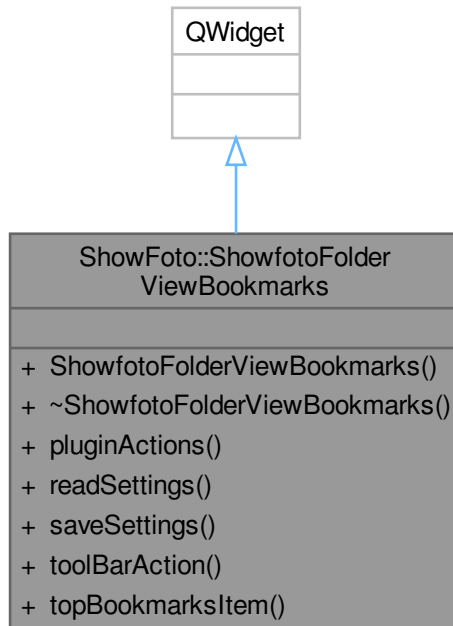 QWidget
ShowFoto::ShowfotoFolder
ViewBookmarks
+ ShowfotoFolderViewBookmarks()
+ ~ShowfotoFolderViewBookmarks()
+ pluginActions()
+ readSettings()
+ saveSettings()
+ toolBarAction()
+ topBookmarksItem()